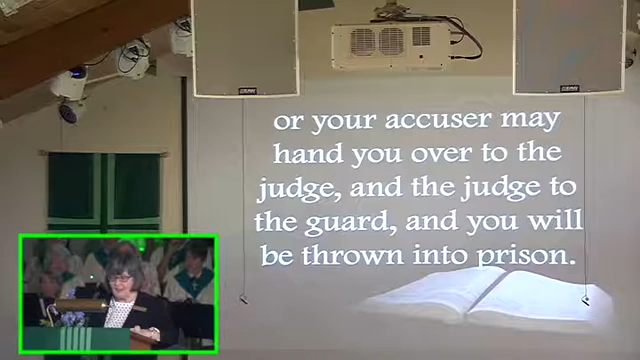 or your accuser may
hand you over to the
judge, and the judge to
the guard, and you will
be thrown into prison.